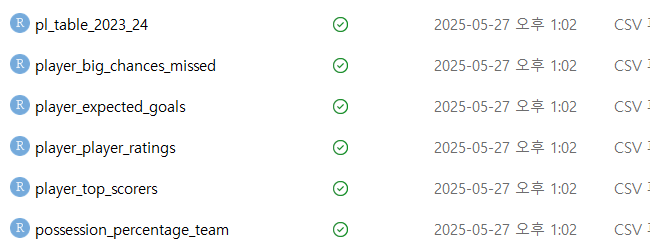 R pl_table_2023_24 2025-05-27 오후 1:02 CSV
R player_big_chances_missed 2025-05-27 오후 1:02 CSV
R player_expected_goals 2025-05-27 오후 1:02 CSV
R player_player_ratings 2025-05-27 오후 1:02 CSV
R player_top_scorers 2025-05-27 오후 1:02 CSV
R possession_percentage_team 2025-05-27 오후 1:02 CSV